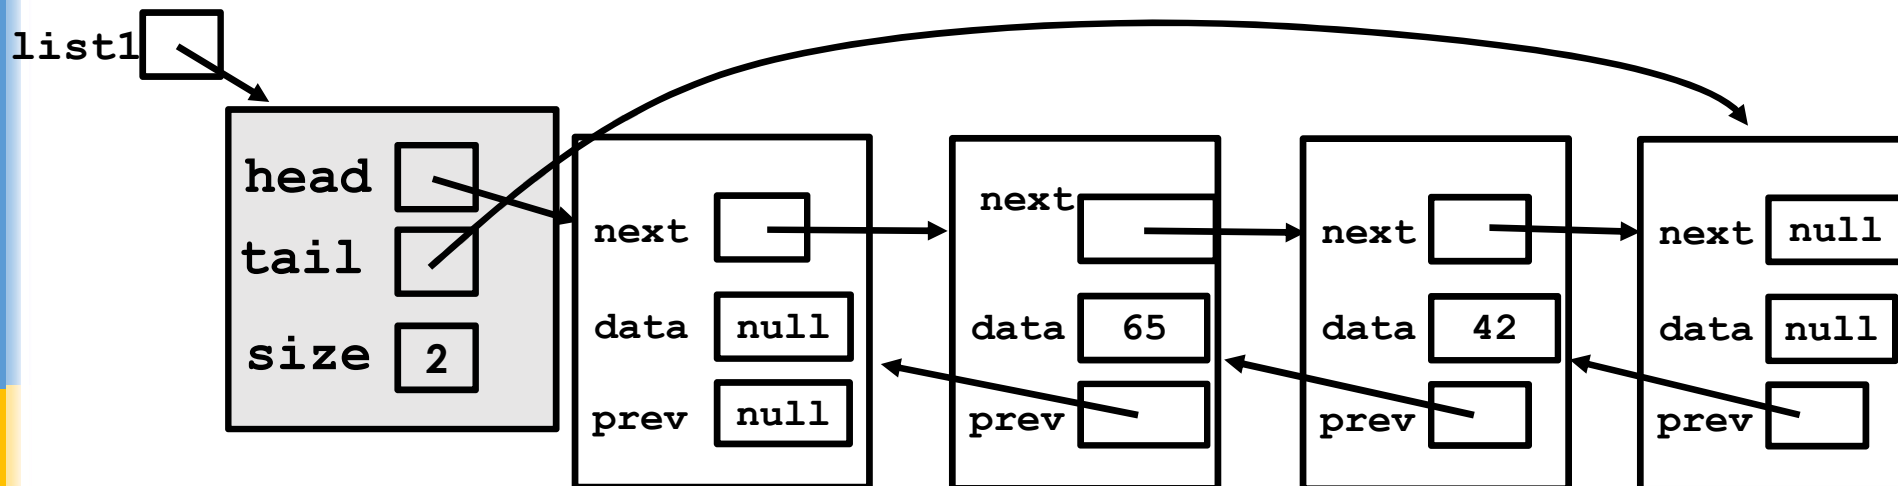 list1
head
tail
size 2
next
data null
prev null
next
data 65
prev
next
data 42
prev
next null
data null
prev